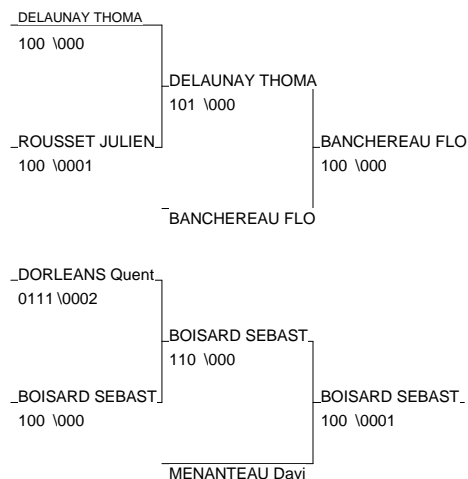 DELAUNAY THOMA
100 \000
DELAUNAY THOMA
101 \000
ROUSSET JULIEN
100 \0001
BANCHEREAU FLO
100 \000
BANCHEREAU FLO
DORLEANS Quent
0111 \0002
BOISARD SEBAST
110 \000
BOISARD SEBAST
100 \000
BOISARD SEBAST
100 \0001
MENANTEAU Davi